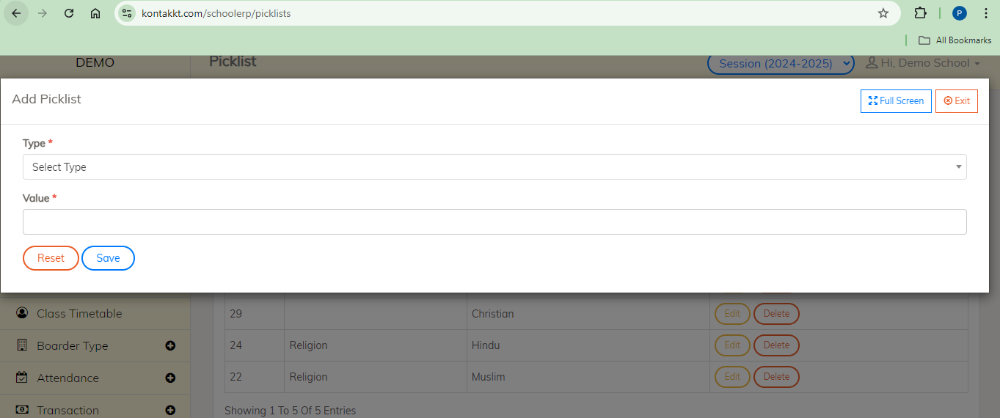 kontakkt.com/schoolerp/picklists
P
All Bookmarks
DEMO
Picklist
Session (2024-2025)
Hi, Demo School
Add Picklist
Full Screen
Exit
Type *
Select Type
Value *
Reset
Save
Class Timetable
29 Christian Edit Delete
Boarder Type
24 Religion Hindu Edit Delete
Attendance
22 Religion Muslim Edit Delete
Transaction
Showing 1 To 5 Of 5 Entries